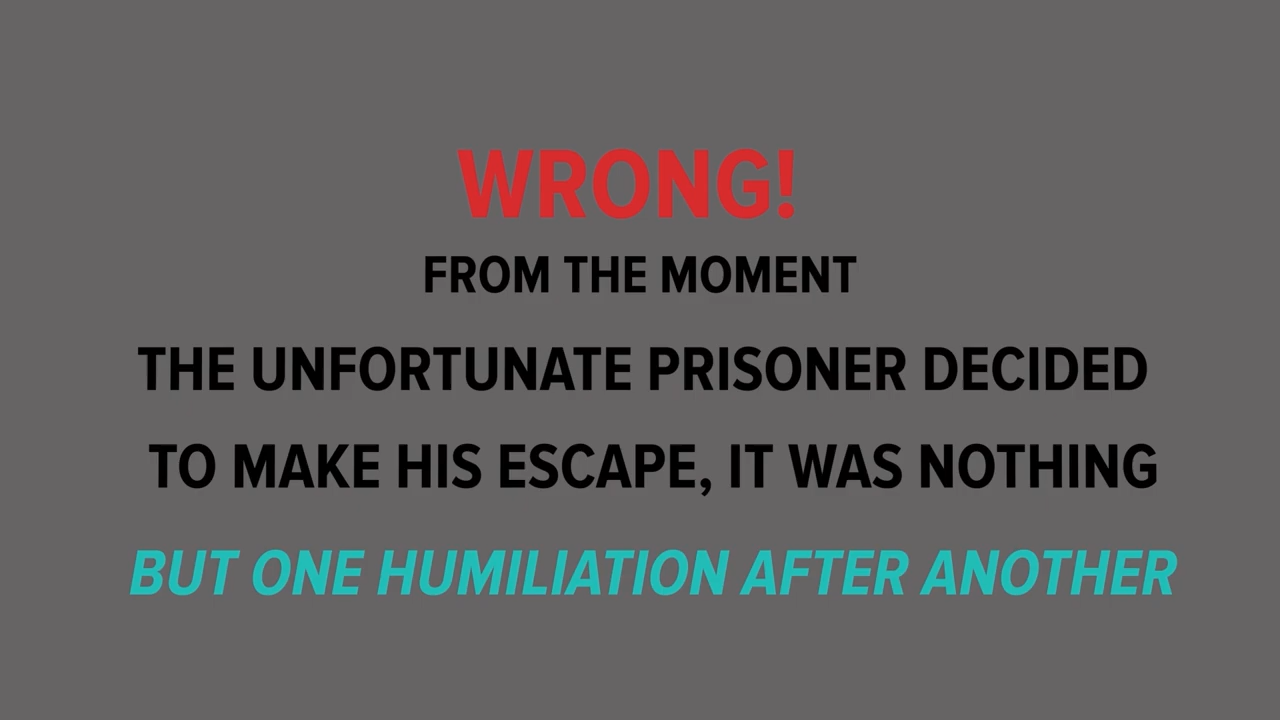 WRONG!
FROM THE MOMENT
THE UNFORTUNATE PRISONER DECIDED
TO MAKE HIS ESCAPE, IT WAS NOTHING
BUT ONE HUMILIATION AFTER ANOTHER